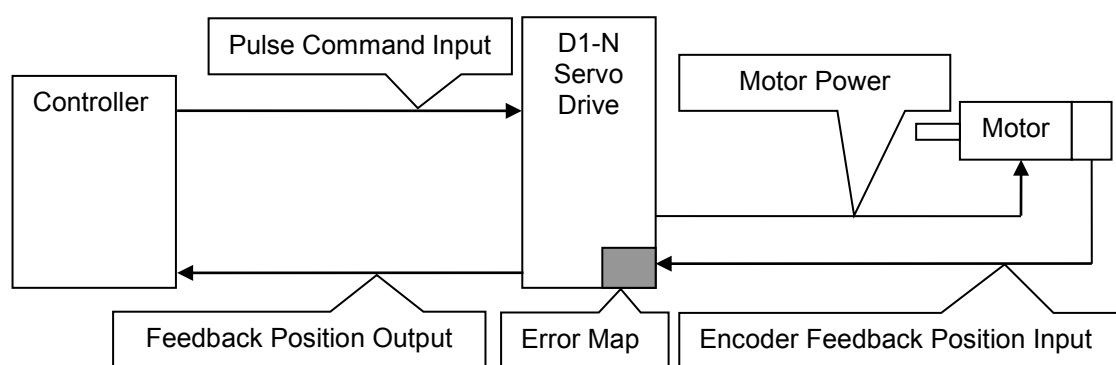 Pulse Command Input
D1-N
Servo
Drive
Motor Power
Controller
Motor
Feedback Position Output
Error Map
Encoder Feedback Position Input